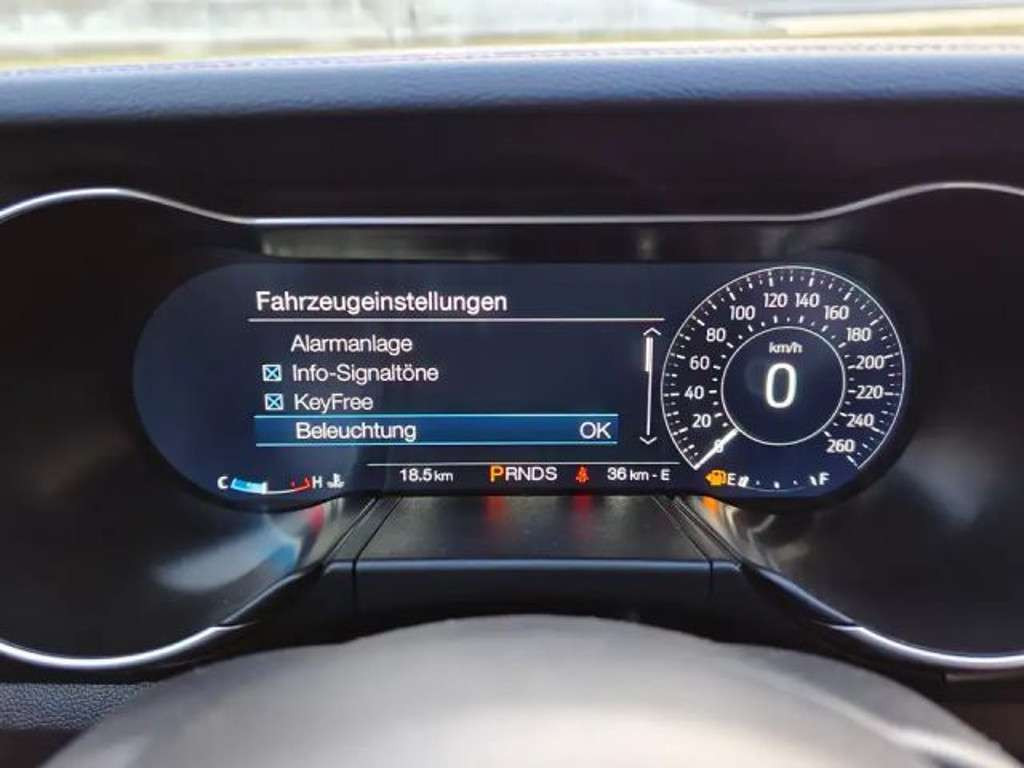 Fahrzeugeinstellungen
Alarmanlage
Info-Signaltöne
KeyFree
Beleuchtung OK
18.5 km PRNDS 36 km - E
C H
0 20 40 60 80 100 120 140 160 180 200 220 240 260
km/h
0
E F